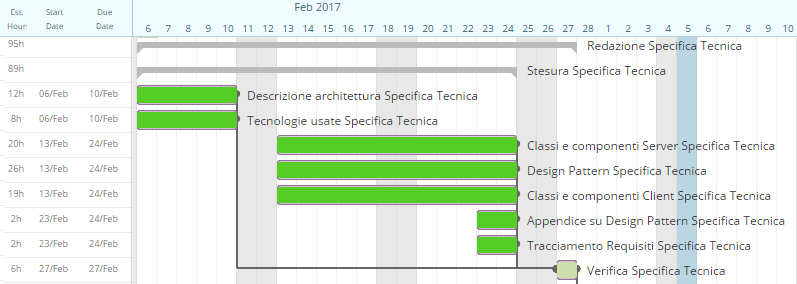 Est. Start Due Feb 2017
Hour: Date Date 6 7 8 9 10 11 12 13 14 15 16 17 18 19 20 21 22 23 24 25 26 27 28 1 2 3 4 5 6 7 8 9 10
95h Redazione Specifica Tecnica
89h Stesura Specifica Tecnica
12h 06/Feb 10/Feb Descrizione architettura Specifica Tecnica
8h 06/Feb 10/Feb Tecnologie usate Specifica Tecnica
20h 13/Feb 24/Feb Classi e componenti Server Specifica Tecnica
26h 13/Feb 24/Feb Design Pattern Specifica Tecnica
19h 13/Feb 24/Feb Classi e componenti Client Specifica Tecnica
2h 23/Feb 24/Feb Appendice su Design Pattern Specifica Tecnica
2h 23/Feb 24/Feb Tracciamento Requisiti Specifica Tecnica
6h 27/Feb 27/Feb Verifica Specifica Tecnica